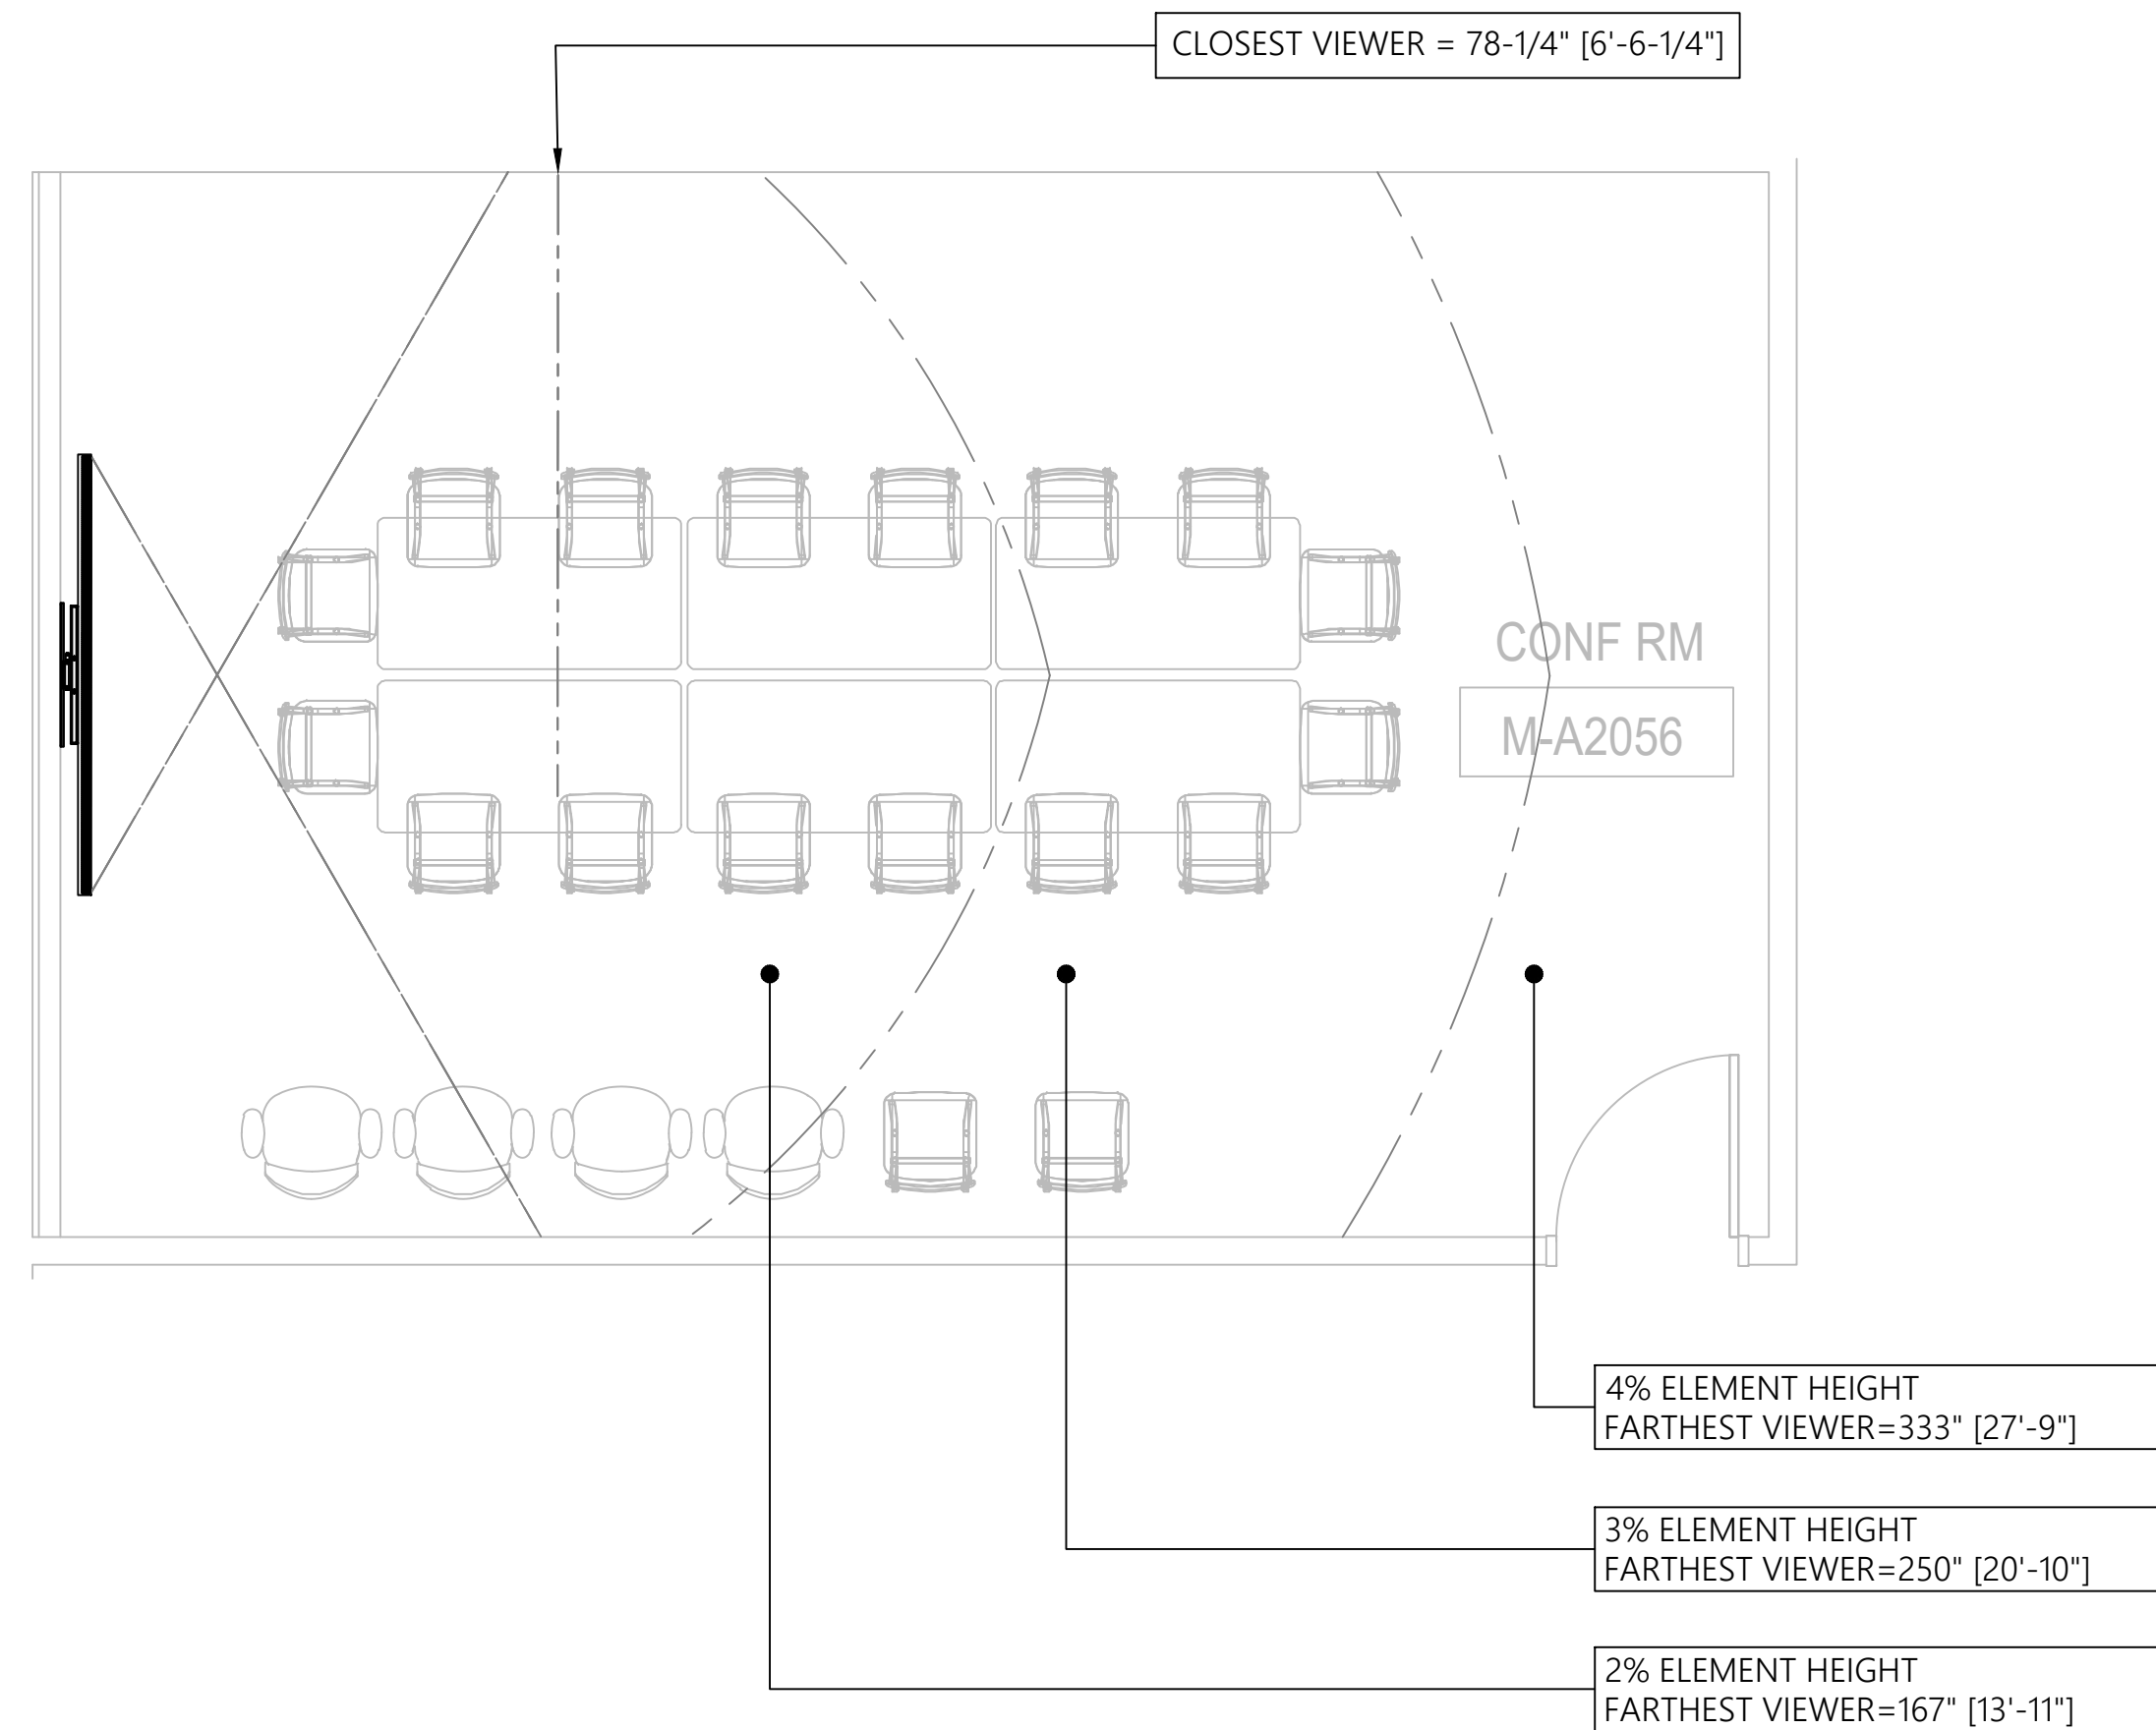 CLOSEST VIEWER = 78-1/4" [6'-6-1/4"]
CONF RM
M-A2056
4% ELEMENT HEIGHT
FARTHEST VIEWER=333" [27'-9"]
3% ELEMENT HEIGHT
FARTHEST VIEWER=250" [20'-10"]
2% ELEMENT HEIGHT
FARTHEST VIEWER=167" [13'-11"]